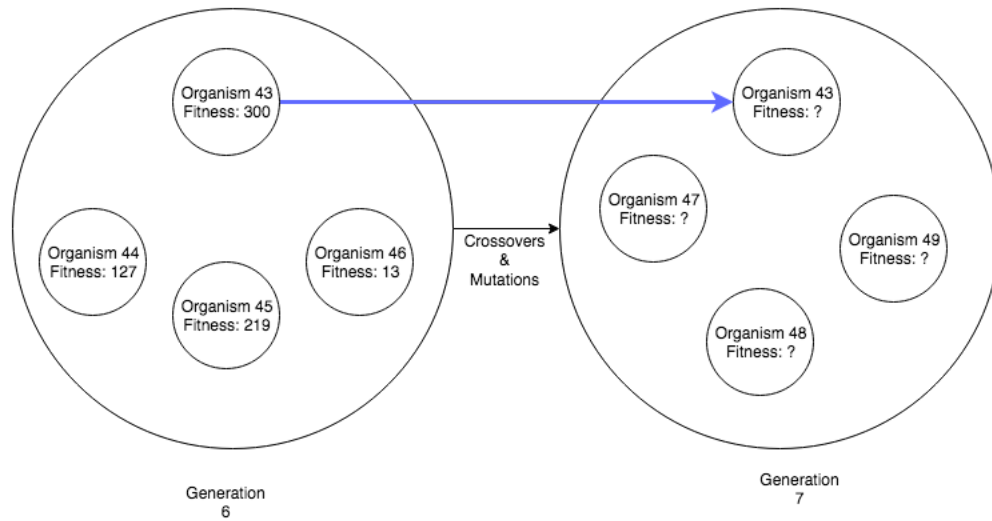 Organism 43
Fitness: 300
Organism 44
Fitness: 127
Organism 45
Fitness: 219
Organism 46
Fitness: 13
Generation
6
Crossovers
&
Mutations
Organism 43
Fitness: ?
Organism 47
Fitness: ?
Organism 49
Fitness: ?
Organism 48
Fitness: ?
Generation
7